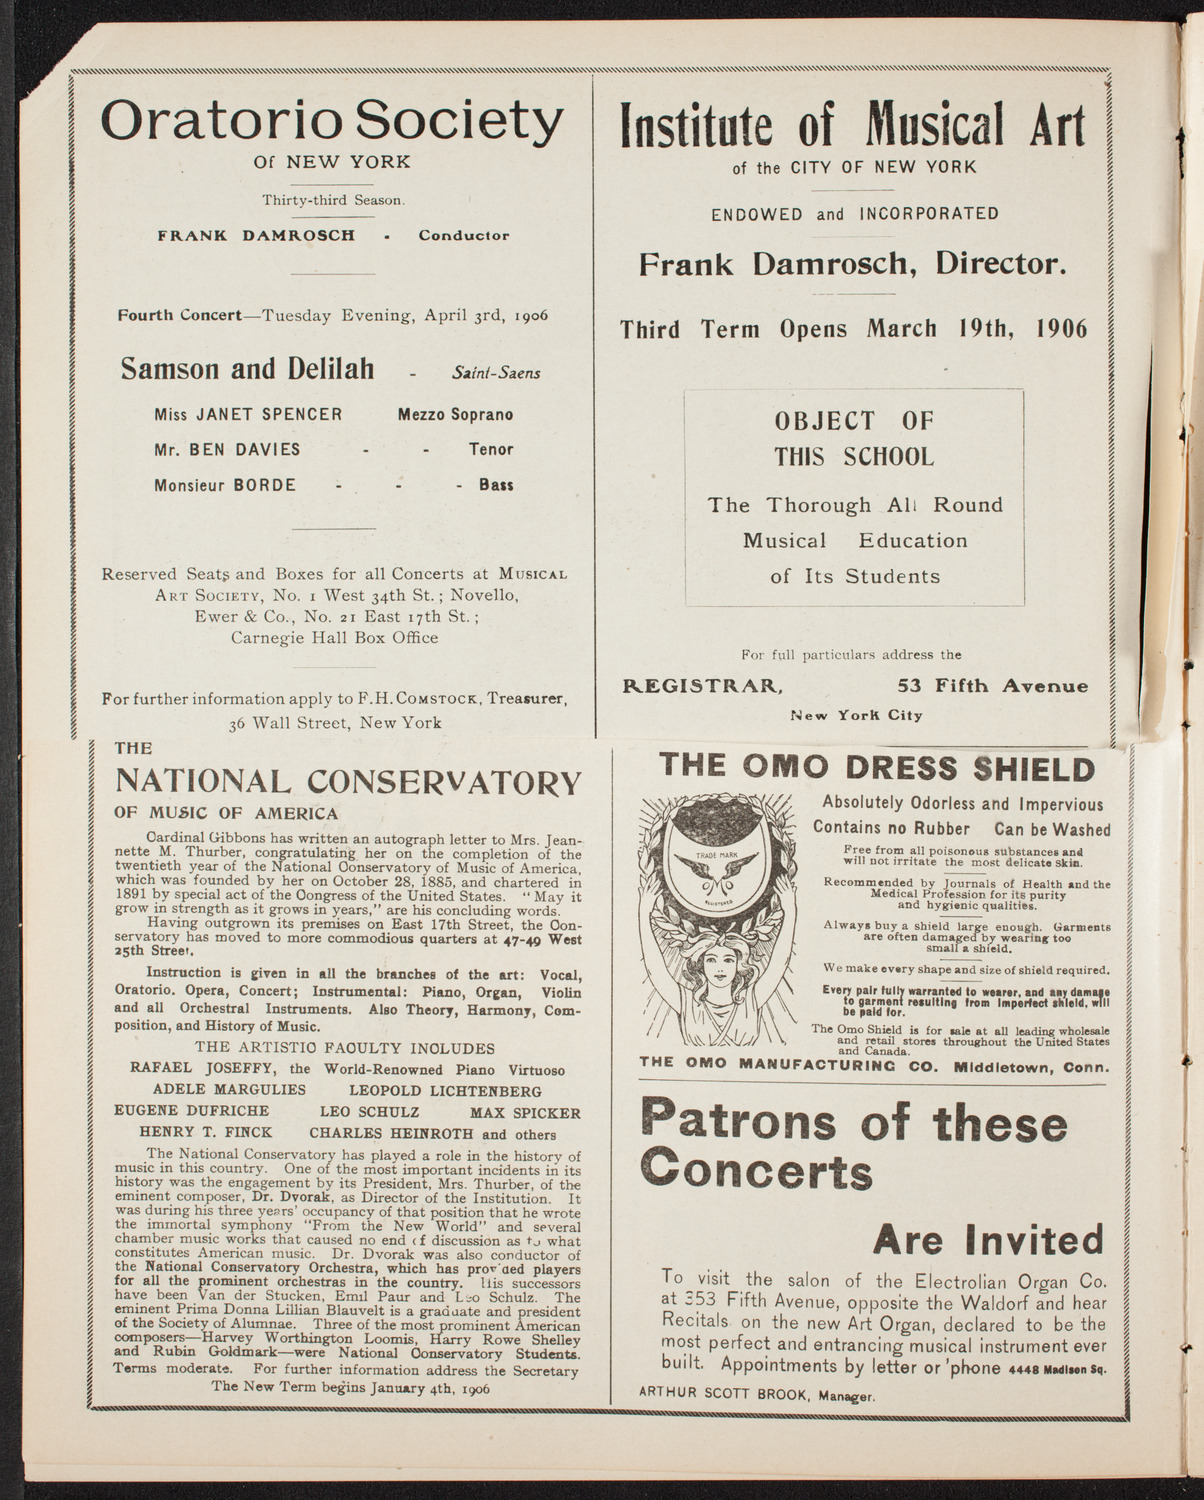 Oratorio Society
Of NEW YORK
Thirty-third Season.
FRANK DAMROSCH - Conductor
Fourth Concert—Tuesday Evening, April 3rd, 1906
Samson and Delilah - Saint-Saens
Miss JANET SPENCER Mezzo Soprano
Mr. BEN DAVIES - - Tenor
Monsieur BORDE - - - Bass
Reserved Seats and Boxes for all Concerts at MUSICAL
ART SOCIETY, No. 1 West 34th St.; Novello,
Ewer & Co., No. 21 East 17th St.;
Carnegie Hall Box Office
For further information apply to F.H. COMSTOCK, Treasurer,
36 Wall Street, New York
Institute of Musical Art
of the CITY OF NEW YORK
ENDOWED and INCORPORATED
Frank Damrosch, Director.
Third Term Opens March 19th, 1906
OBJECT OF
THIS SCHOOL
The Thorough All Round
Musical Education
of Its Students
For full particulars address the
REGISTRAR, 53 Fifth Avenue
New York City
THE
NATIONAL CONSERVATORY
OF MUSIC OF AMERICA
Cardinal Gibbons has written an autograph letter to Mrs. Jean-
nette M. Thurber, congratulating her on the completion of the
twentieth year of the National Conservatory of Music of America,
which was founded by her on October 28, 1885, and chartered in
1891 by special act of the Congress of the United States. "May it
grow in strength as it grows in years," are his concluding words.
Having outgrown its premises on East 17th Street, the Con-
servatory has moved to more commodious quarters at 47-49 West
25th Street.
Instruction is given in all the branches of the art: Vocal,
Oratorio. Opera, Concert; Instrumental: Piano, Organ, Violin
and all Orchestral Instruments. Also Theory, Harmony, Com-
position, and History of Music.
THE ARTISTIC FACULTY INCLUDES
RAFAEL JOSEFFY, the World-Renowned Piano Virtuoso
ADELE MARGULIES LEOPOLD LICHTENBERG
EUGENE DUFRICHE LEO SCHULZ MAX SPICKER
HENRY T. FINCK CHARLES HEINROTH and others
The National Conservatory has played a role in the history of
music in this country. One of the most important incidents in its
history was the engagement by its President, Mrs. Thurber, of the
eminent composer, Dr. Dvorak, as Director of the Institution. It
was during his three years' occupancy of that position that he wrote
the immortal symphony "From the New World" and several
chamber music works that caused no end of discussion as to what
constitutes American music. Dr. Dvorak was also conductor of
the National Conservatory Orchestra, which has provided players
for all the prominent orchestras in the country. His successors
have been Van der Stucken, Emil Paur and Leo Schulz. The
eminent Prima Donna Lillian Blauvelt is a graduate and president
of the Society of Alumnae. Three of the most prominent American
composers—Harvey Worthington Loomis, Harry Rowe Shelley
and Rubin Goldmark—were National Conservatory Students.
Terms moderate. For further information address the Secretary
The New Term begins January 4th, 1906
THE OMO DRESS SHIELD
TRADE MARK
REGISTERED
Absolutely Odorless and Impervious
Contains no Rubber Can be Washed
Free from all poisonous substances and
will not irritate the most delicate skin.
Recommended by Journals of Health and the
Medical Profession for its purity
and hygienic qualities.
Always buy a shield large enough. Garments
are often damaged by wearing too
small a shield.
We make every shape and size of shield required.
Every pair fully warranted to wearer, and any damage
to garment resulting from imperfect shield, will
be paid for.
The Omo Shield is for sale at all leading wholesale
and retail stores throughout the United States
and Canada.
THE OMO MANUFACTURING CO. Middletown, Conn.
Patrons of these
Concerts
Are Invited
To visit the salon of the Electrolian Organ Co.
at 353 Fifth Avenue, opposite the Waldorf and hear
Recitals on the new Art Organ, declared to be the
most perfect and entrancing musical instrument ever
built. Appointments by letter or 'phone 4448 Madison Sq.
ARTHUR SCOTT BROOK, Manager.